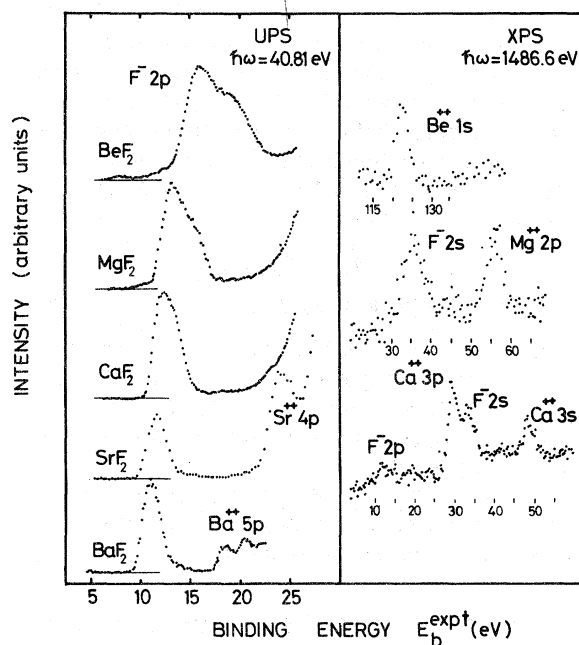 UPS
ħω=40.81 eV
F⁻ 2p
BeF₂
MgF₂
CaF₂
SrF₂
BaF₂
Sr⁺⁺ 4p
Ba⁺⁺ 5p
5 10 15 20 25
XPS
ħω=1486.6 eV
Be⁺⁺ 1s
115 130
F⁻ 2s Mg⁺⁺ 2p
30 40 50 60
Ca⁺⁺ 3p
F⁻ 2s
Ca⁺⁺ 3s
F⁻ 2p
10 20 30 40 50
INTENSITY (arbitrary units)
BINDING ENERGY E_b^expt (eV)